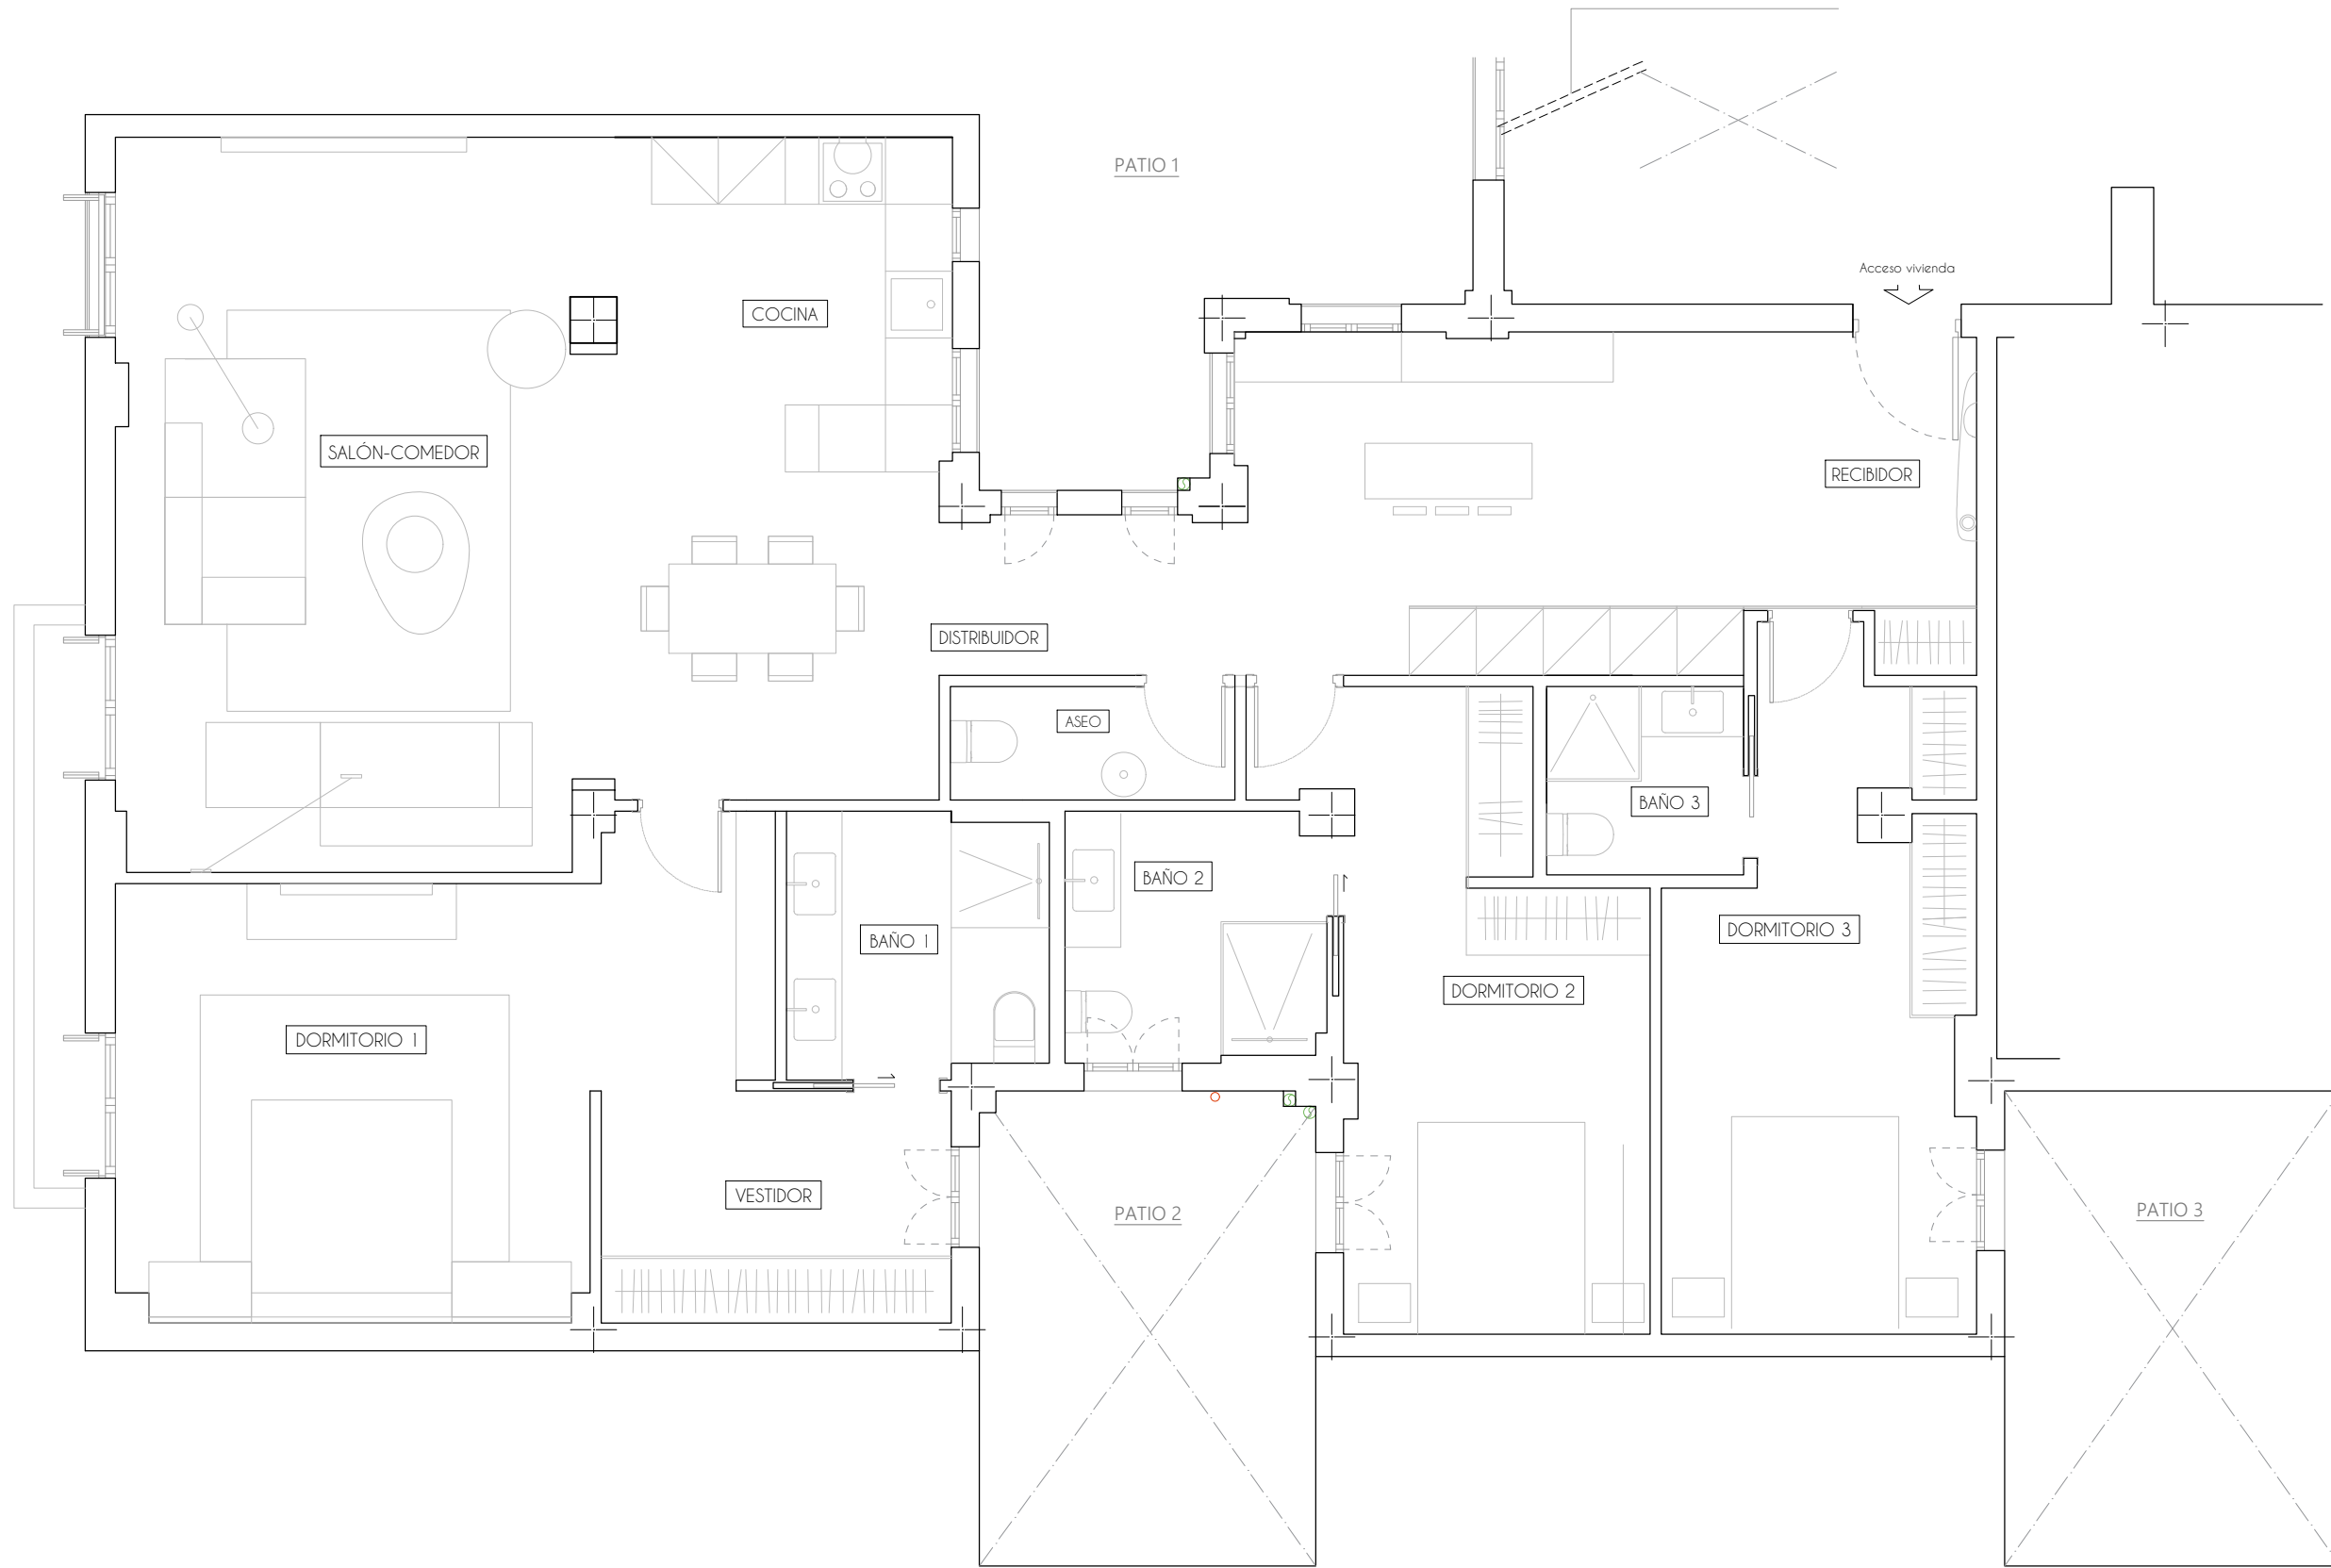 PATIO 1
Acceso vivienda
COCINA
SALÓN-COMEDOR
RECIBIDOR
DISTRIBUIDOR
ASEO
BAÑO 3
BAÑO 2
BAÑO 1
DORMITORIO 3
DORMITORIO 2
DORMITORIO 1
VESTIDOR
PATIO 2
PATIO 3